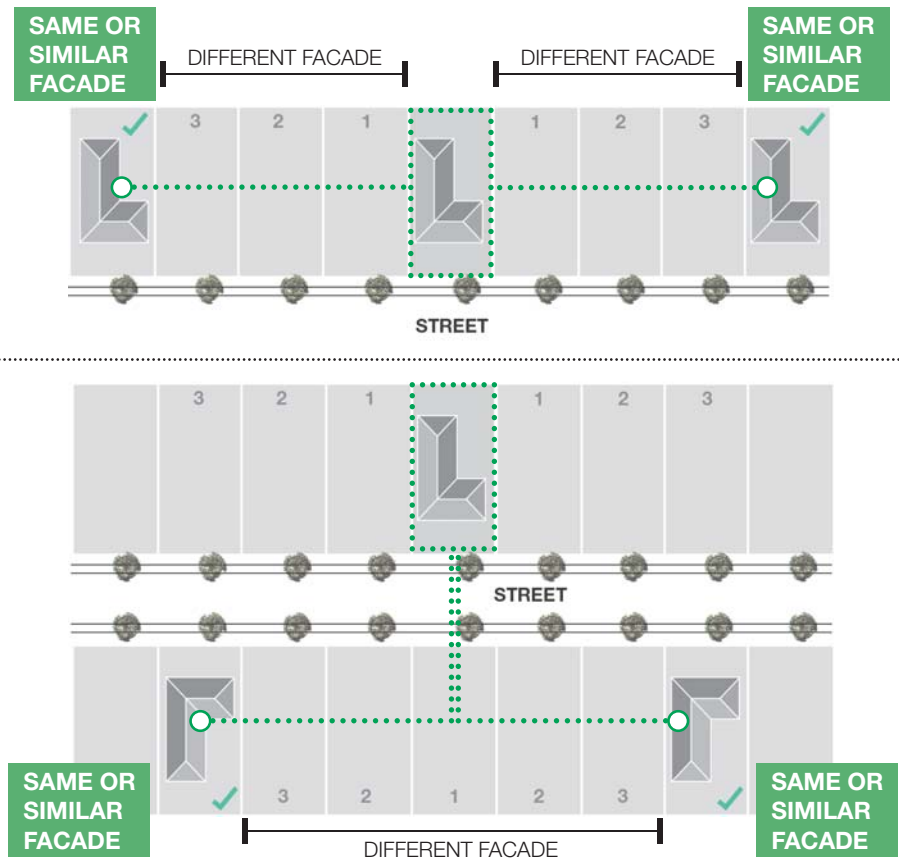 SAME OR
SIMILAR
FACADE
DIFFERENT FACADE
DIFFERENT FACADE
SAME OR
SIMILAR
FACADE
3 2 1 1 2 3
STREET
3 2 1 1 2 3
STREET
SAME OR
SIMILAR
FACADE
3 2 1 2 3
DIFFERENT FACADE
SAME OR
SIMILAR
FACADE